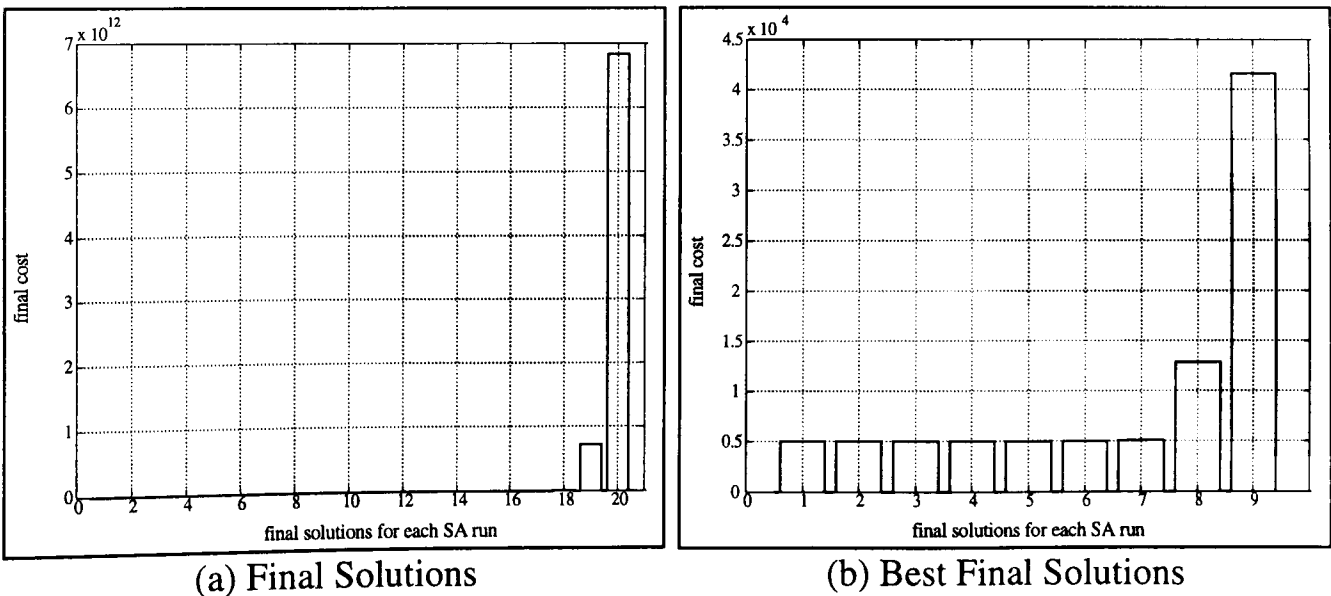 7 x 10 12
6
5
4
3
2
1
0
final cost
0 2 4 6 8 10 12 14 16 18 20
final solutions for each SA run
(a) Final Solutions
4.5 x 10 4
4
3.5
3
2.5
2
1.5
1
0.5
0
final cost
0 1 2 3 4 5 6 7 8 9
final solutions for each SA run
(b) Best Final Solutions